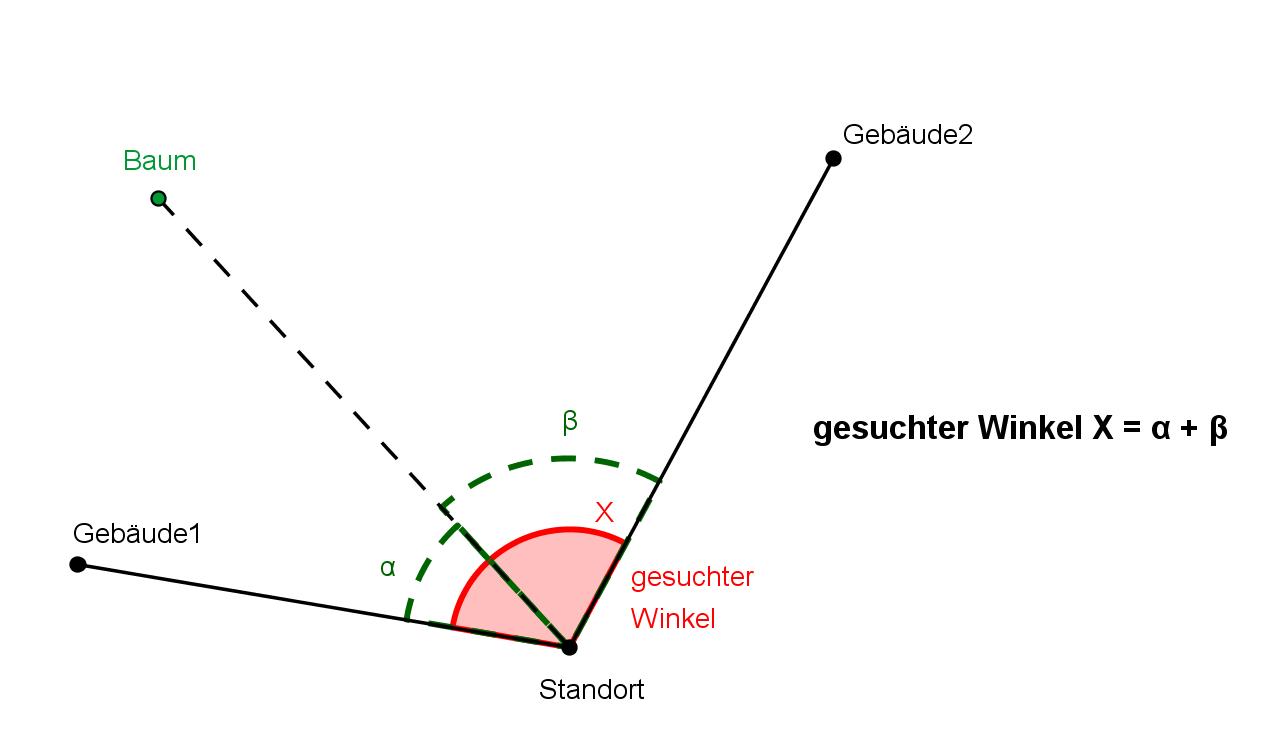 Gebäude2
Baum
β
gesuchter Winkel X = α + β
X
Gebäude1
α
gesuchter
Winkel
Standort